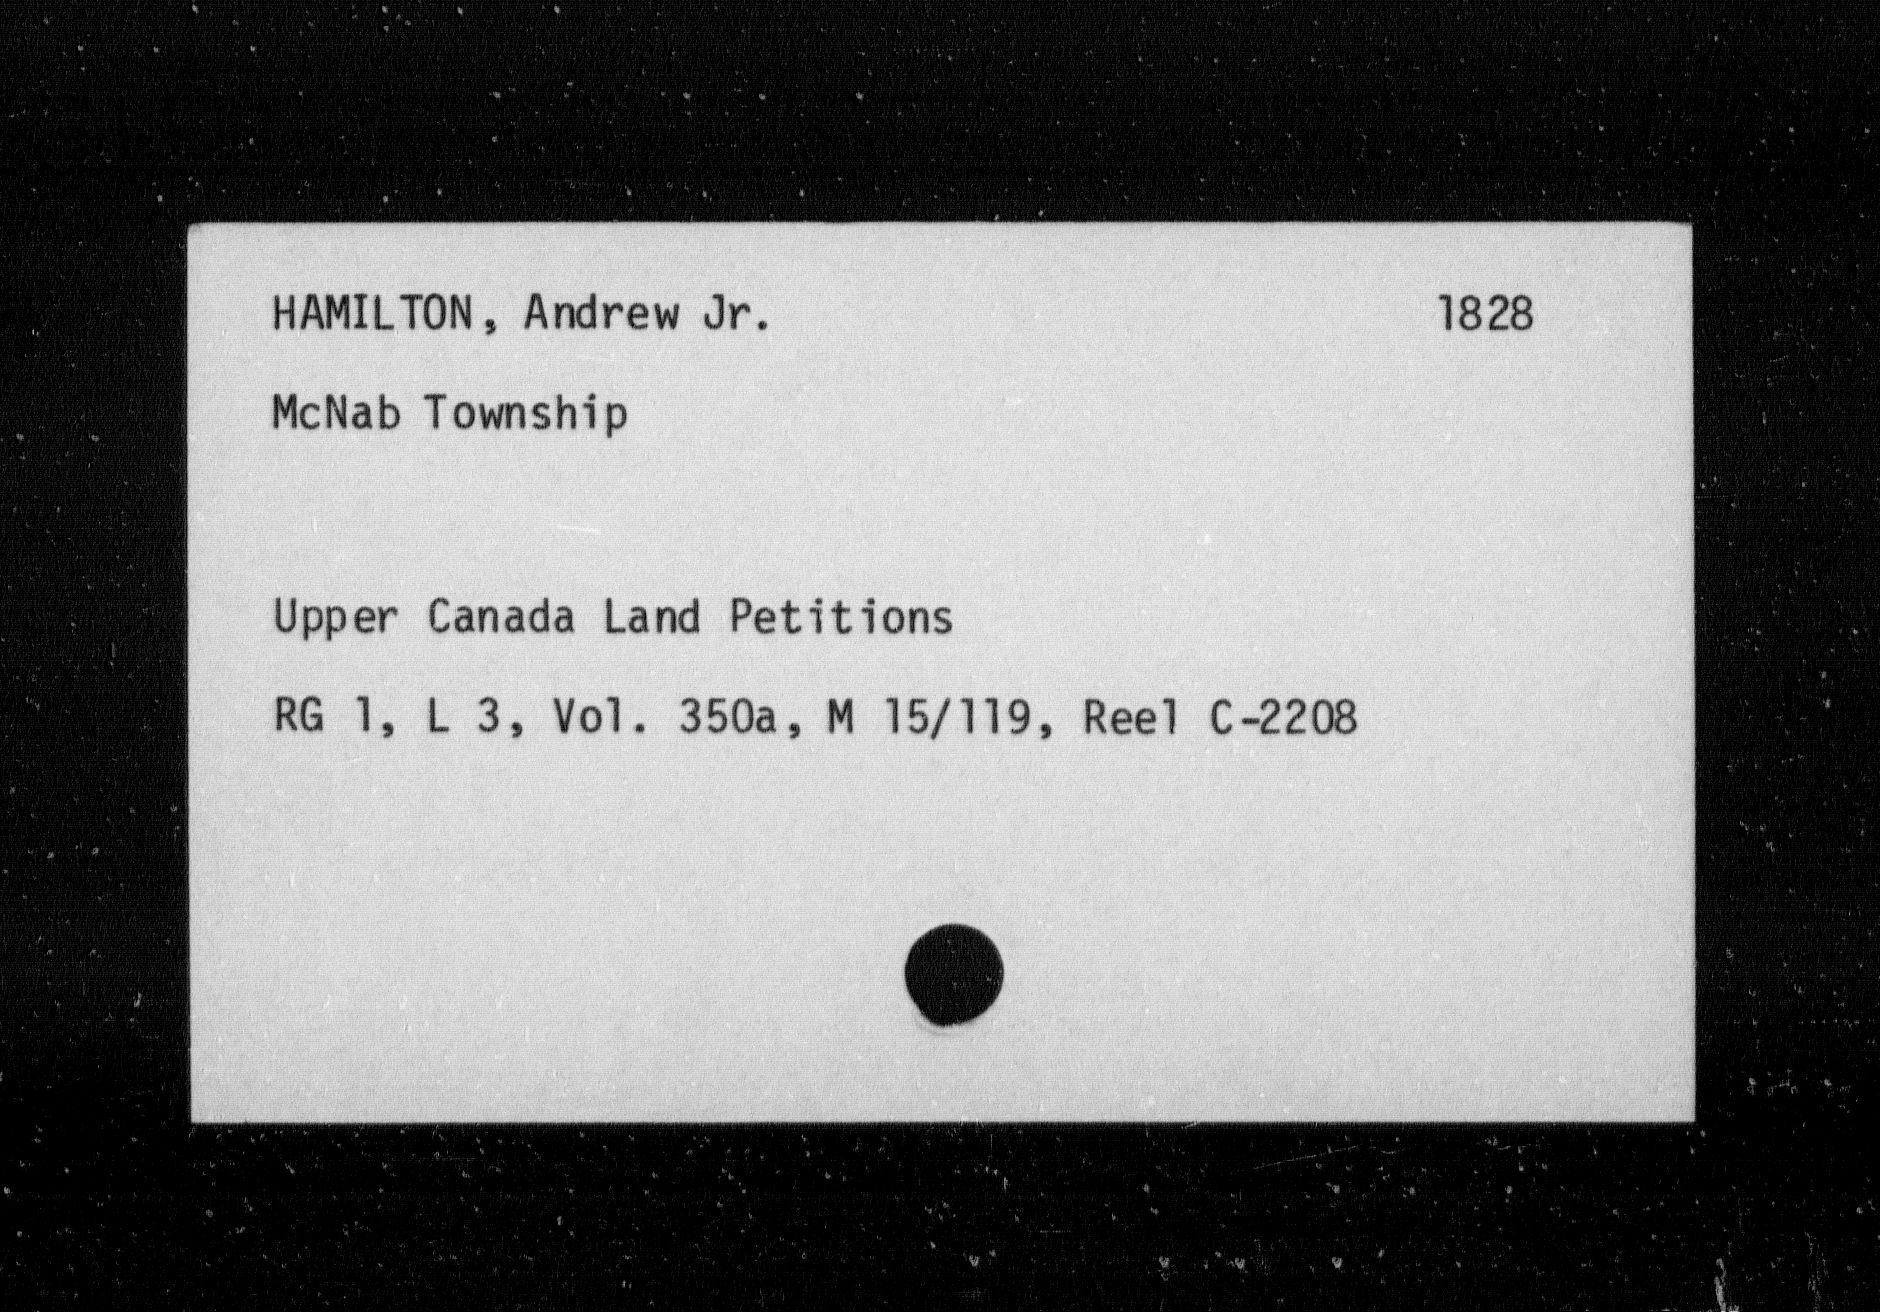 HAMILTON, Andrew Jr. 1828
McNab Township
Upper Canada Land Petitions
RG 1, L 3, Vol. 350a, M 15/119, Reel C-2208